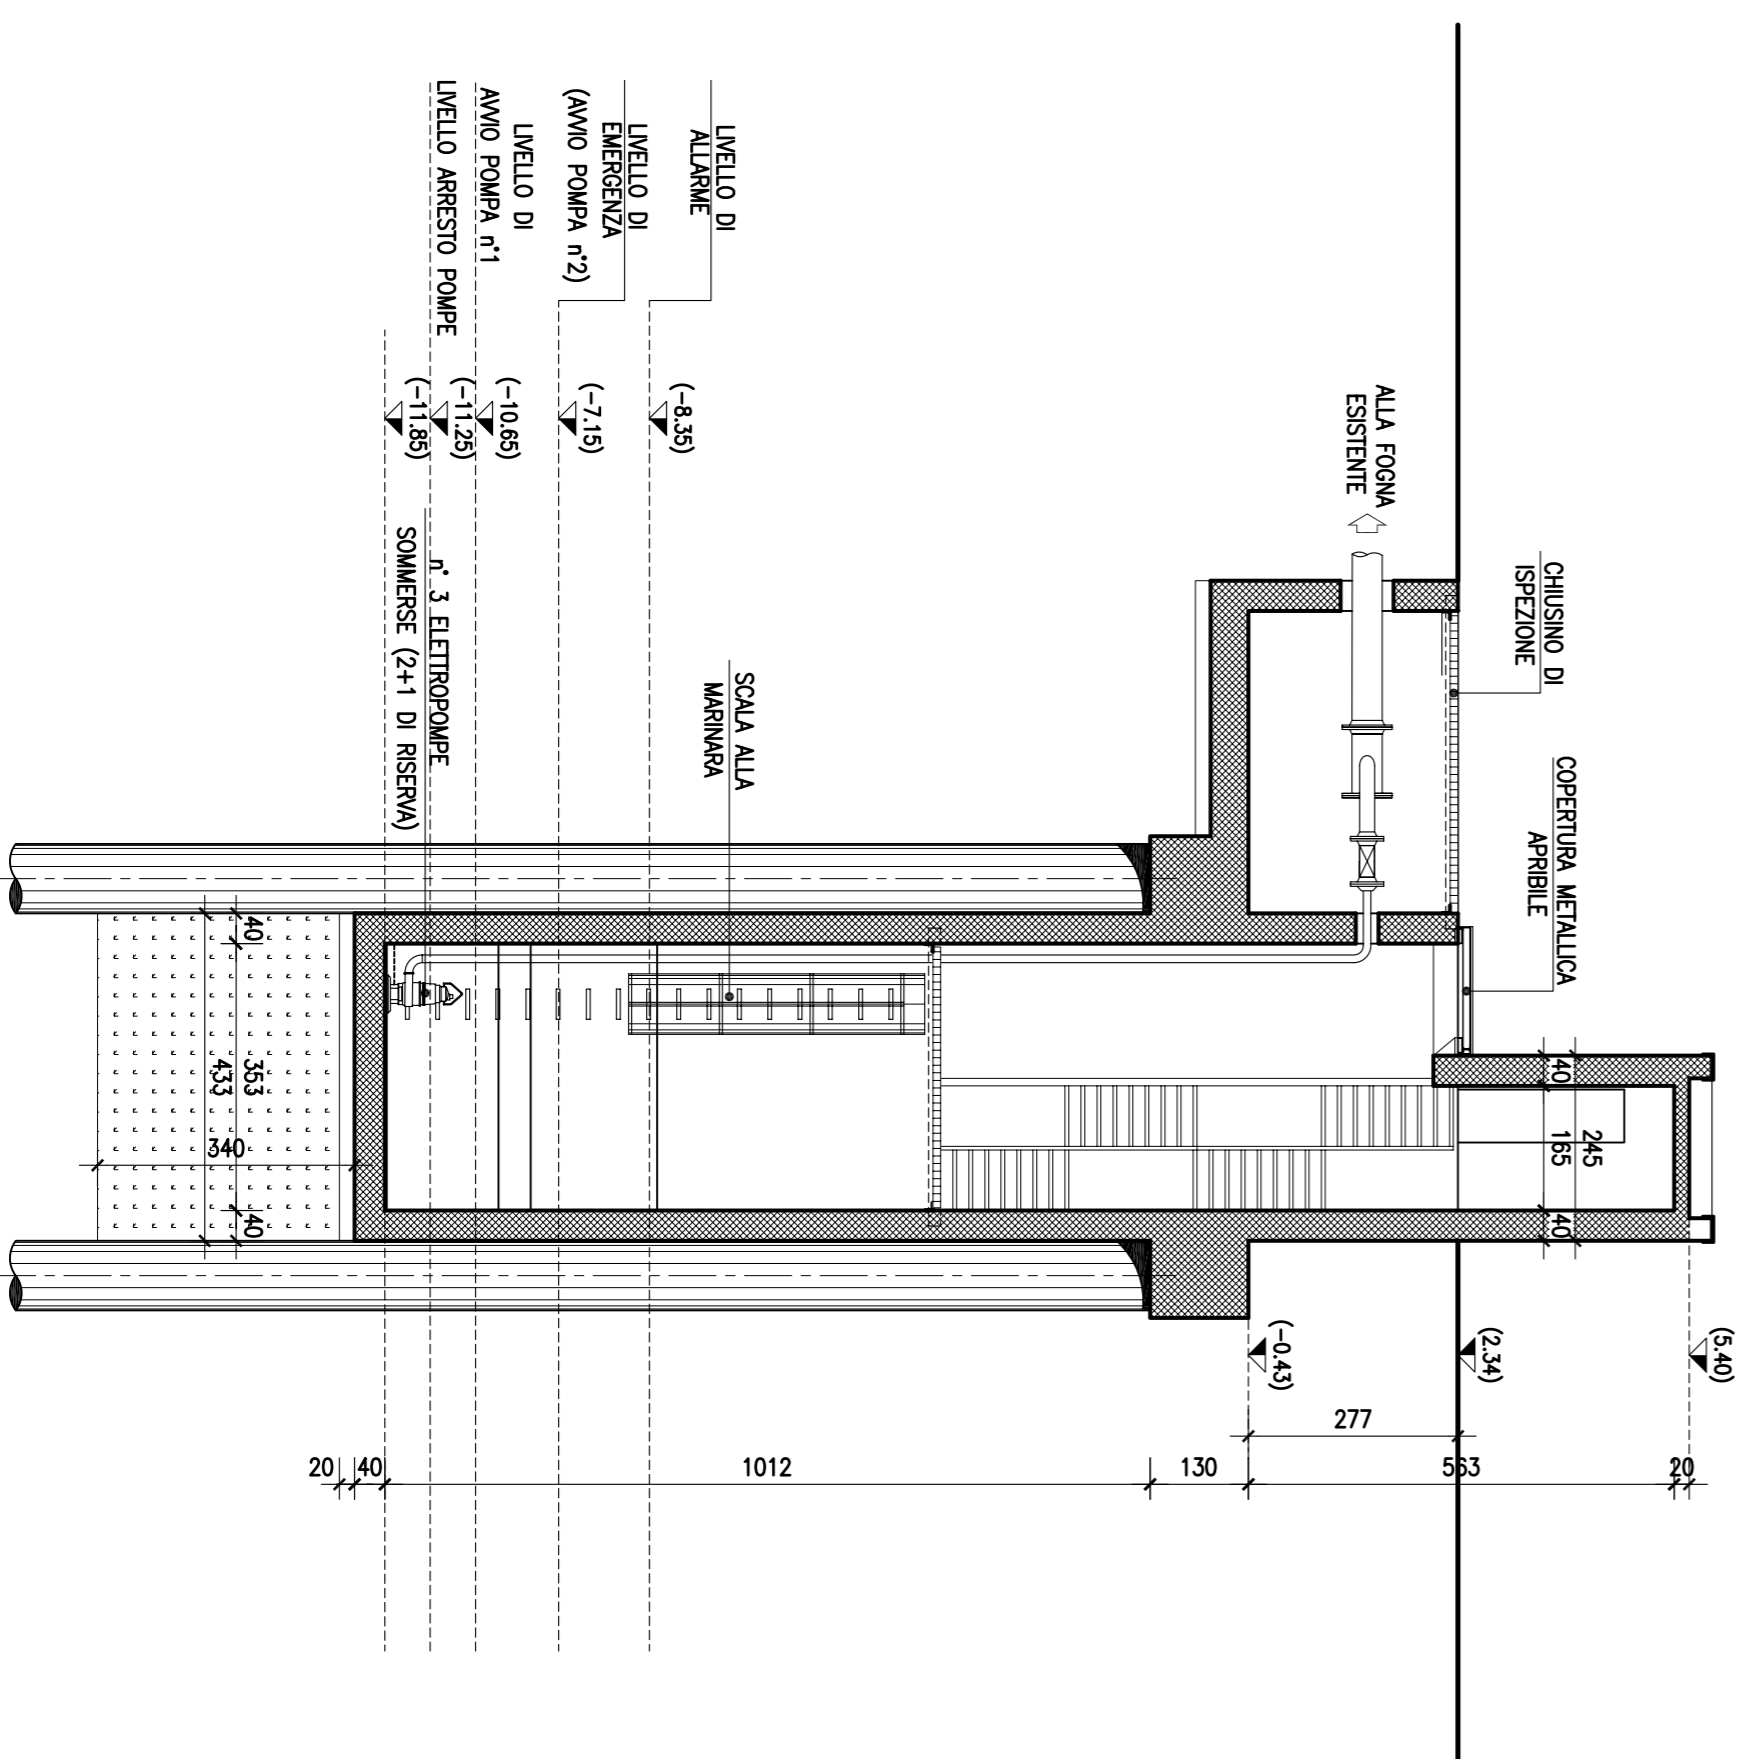 (5.40)
(2.34)
(-0.43)
COPERTURA METALLICA
APRIBILE
CHIUSINO DI
ISPEZIONE
ALLA FOGNA
ESISTENTE
245
40
165
40
20
563
277
130
1012
40
20
SCALA ALLA
MARINARA
LIVELLO DI
ALLARME
(-8.35)
LIVELLO DI
EMERGENZA
(AVVIO POMPA n°2)
(-7.15)
LIVELLO DI
AVVIO POMPA n°1
(-10.65)
LIVELLO ARRESTO POMPE
(-11.25)
(-11.85)
n° 3 ELETTROPOMPE
SOMMERSE (2+1 DI RISERVA)
40
353
40
433
340